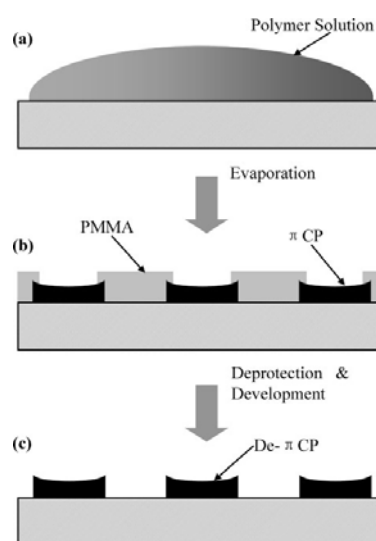 Polymer Solution
(a)
Evaporation
(b)
PMMA
π CP
Deprotection &
Development
(c)
De- π CP